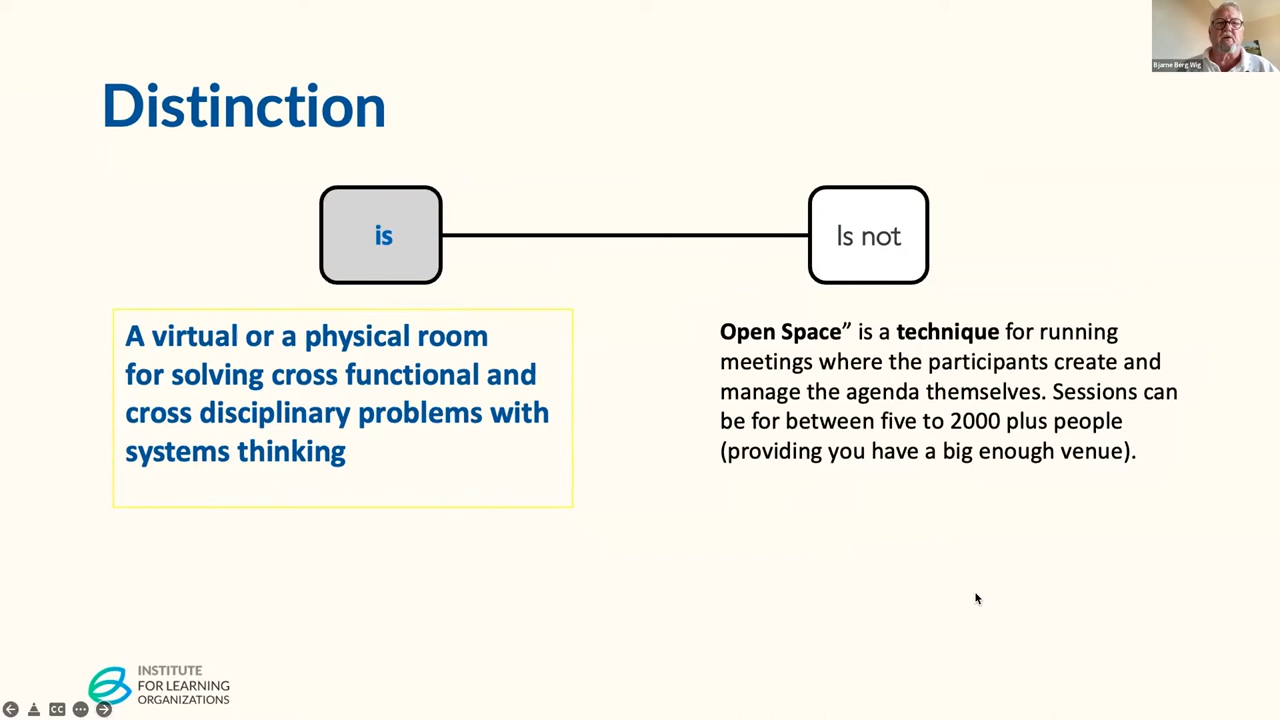 Bjarne Berg Wig
Distinction
is
Is not
A virtual or a physical room
for solving cross functional and
cross disciplinary problems with
systems thinking
Open Space” is a technique for running
meetings where the participants create and
manage the agenda themselves. Sessions can
be for between five to 2000 plus people
(providing you have a big enough venue).
INSTITUTE
FOR LEARNING
ORGANIZATIONS
CC